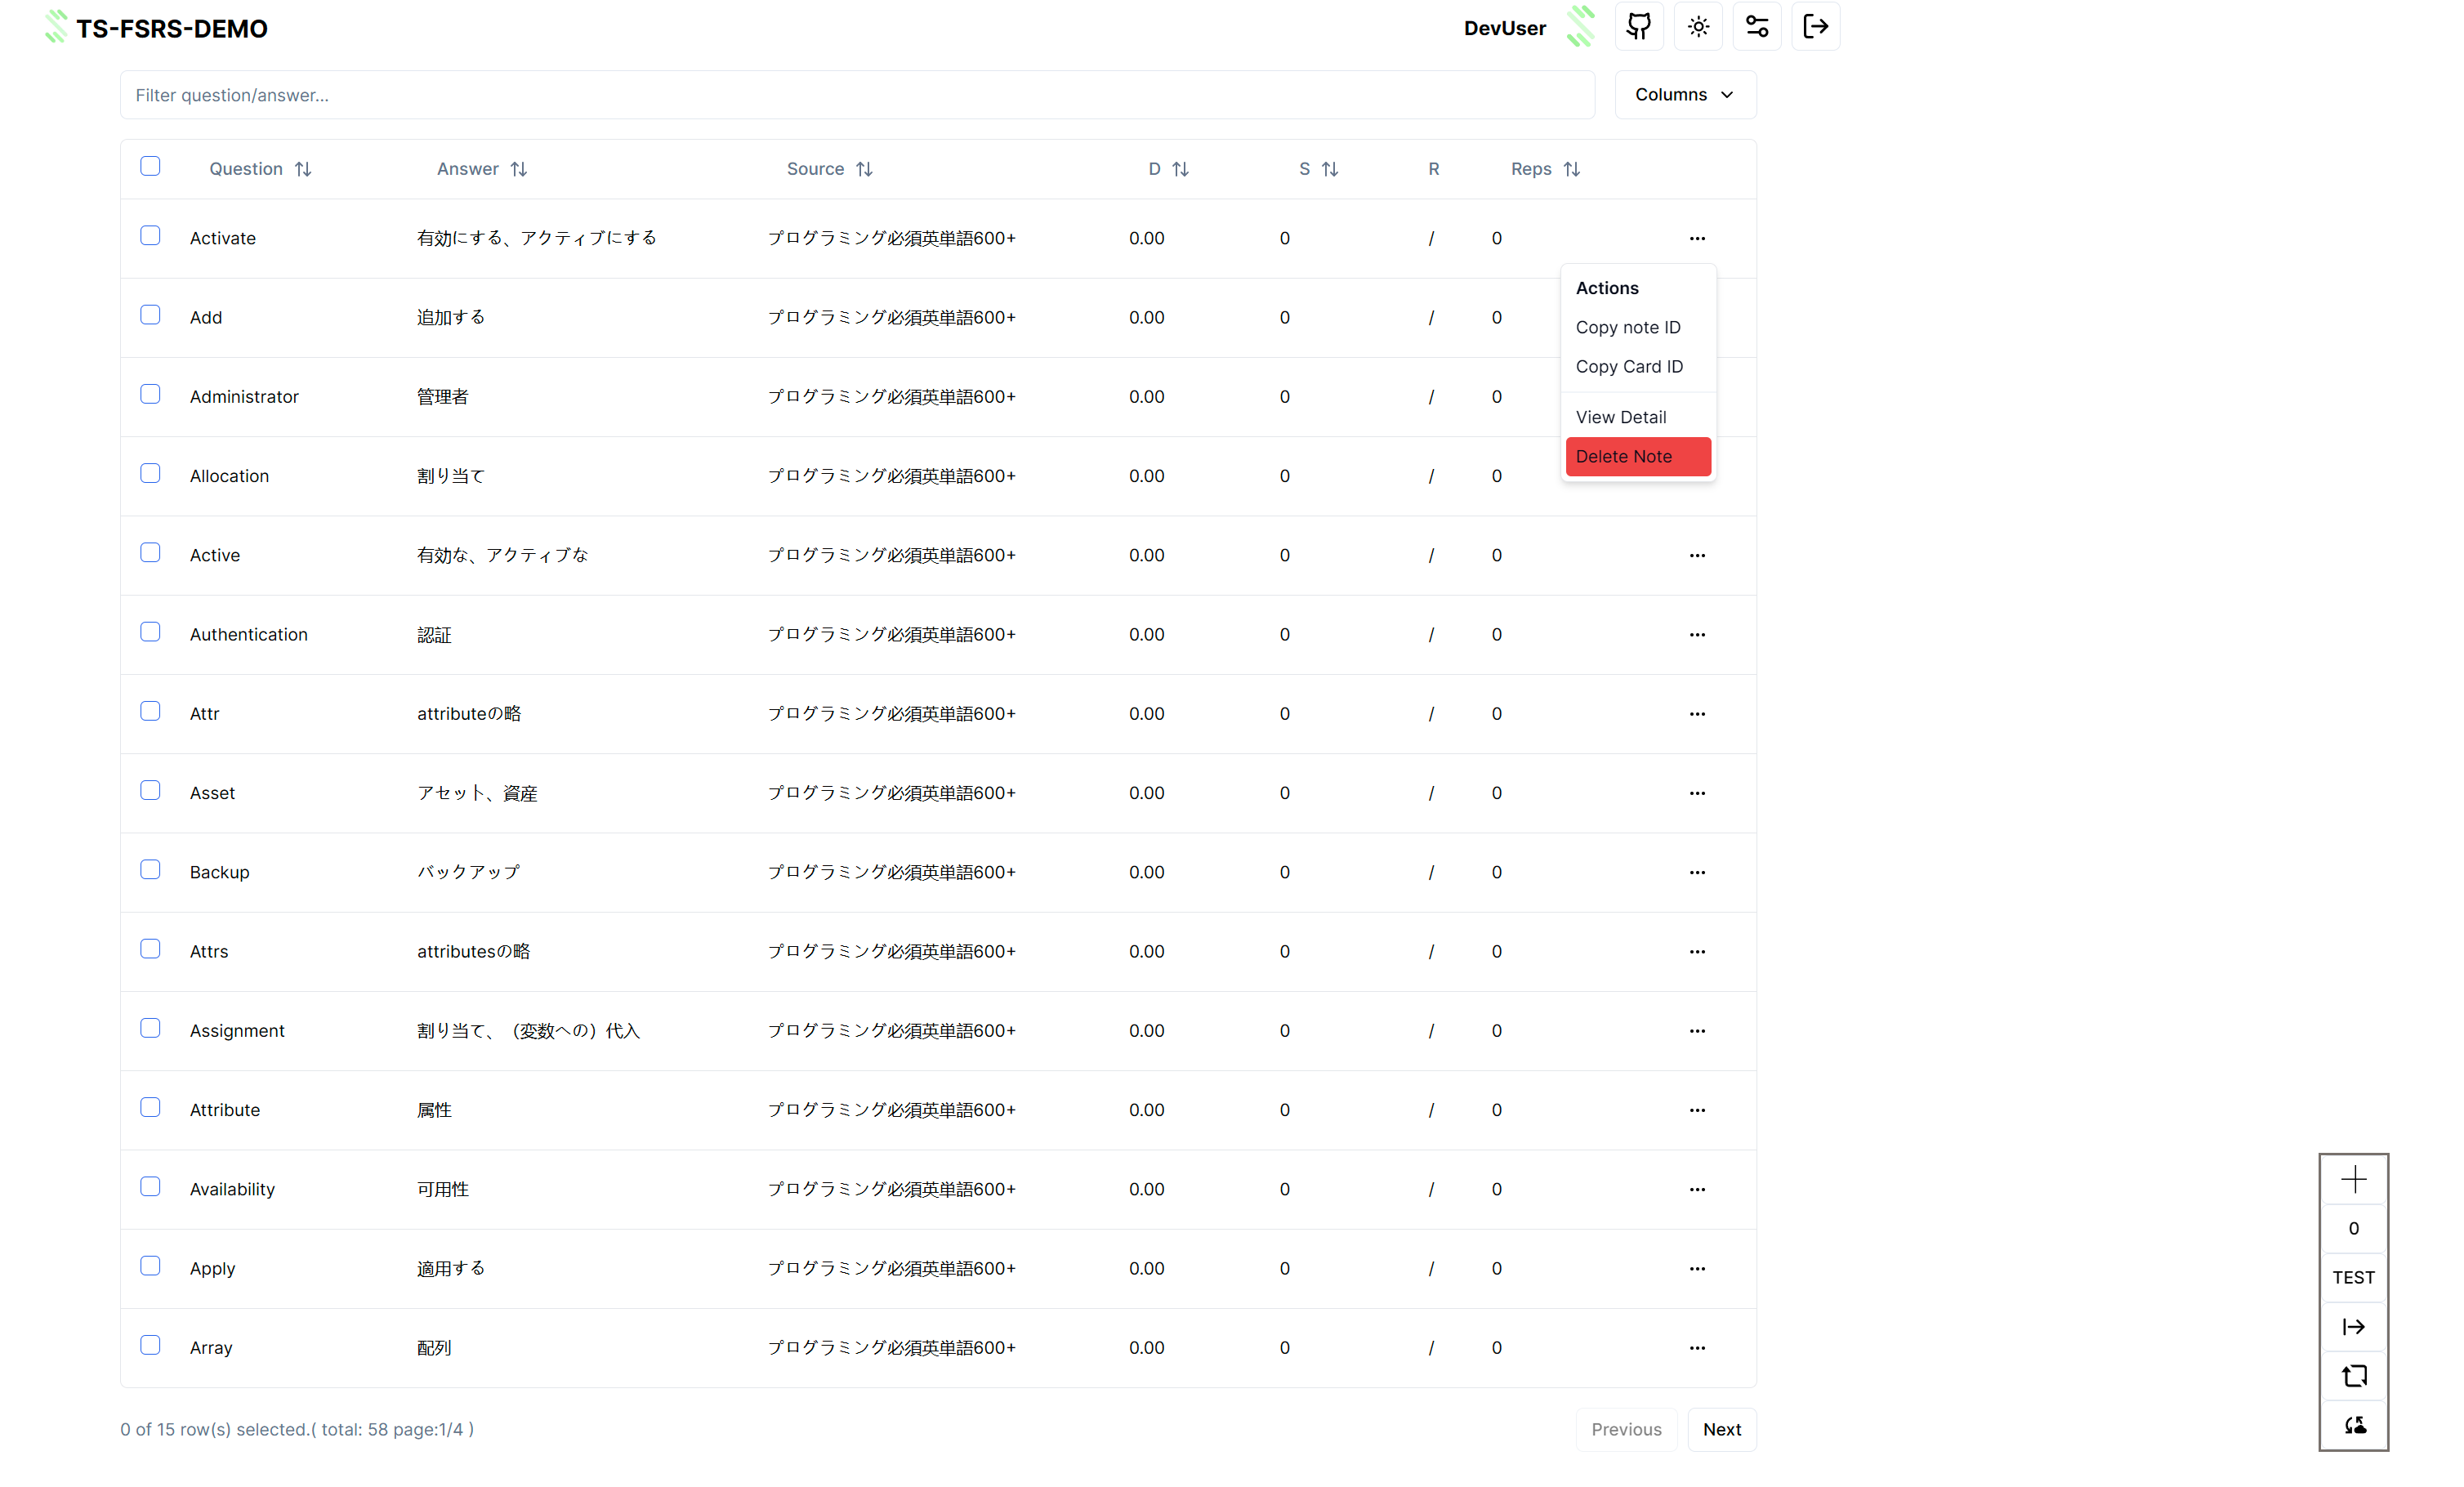 TS-FSRS-DEMO DevUser
Filter question/answer... Columns
Question Answer Source D S R Reps
Activate 有効にする、アクティブにする プログラミング必須英単語600+ 0.00 0 / 0 ...
Actions
Add 追加する プログラミング必須英単語600+ 0.00 0 / 0
Copy note ID
Copy Card ID
Administrator 管理者 プログラミング必須英単語600+ 0.00 0 / 0
View Detail
Delete Note
Allocation 割り当て プログラミング必須英単語600+ 0.00 0 / 0
Active 有効な、アクティブな プログラミング必須英単語600+ 0.00 0 / 0 ...
Authentication 認証 プログラミング必須英単語600+ 0.00 0 / 0 ...
Attr attributeの略 プログラミング必須英単語600+ 0.00 0 / 0 ...
Asset アセット、資産 プログラミング必須英単語600+ 0.00 0 / 0 ...
Backup バックアップ プログラミング必須英単語600+ 0.00 0 / 0 ...
Attrs attributesの略 プログラミング必須英単語600+ 0.00 0 / 0 ...
Assignment 割り当て、（変数への）代入 プログラミング必須英単語600+ 0.00 0 / 0 ...
Attribute 属性 プログラミング必須英単語600+ 0.00 0 / 0 ...
Availability 可用性 プログラミング必須英単語600+ 0.00 0 / 0 ...
Apply 適用する プログラミング必須英単語600+ 0.00 0 / 0 ...
Array 配列 プログラミング必須英単語600+ 0.00 0 / 0 ...
0 of 15 row(s) selected.( total: 58 page:1/4 ) Previous Next
0
TEST